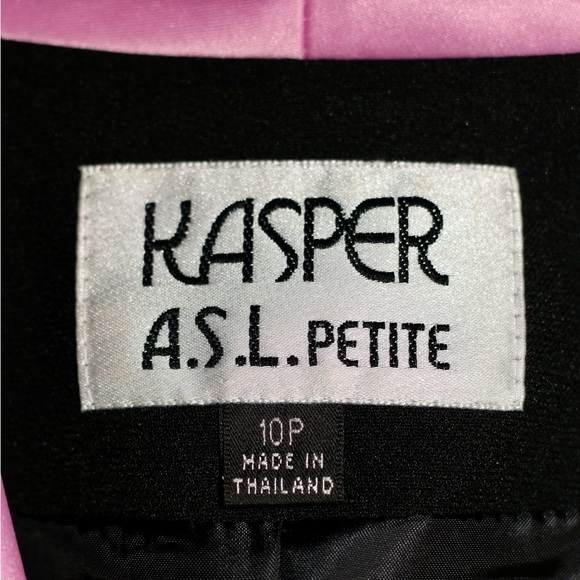 KASPER
A.S.L. PETITE
10P
MADE IN
THAILAND